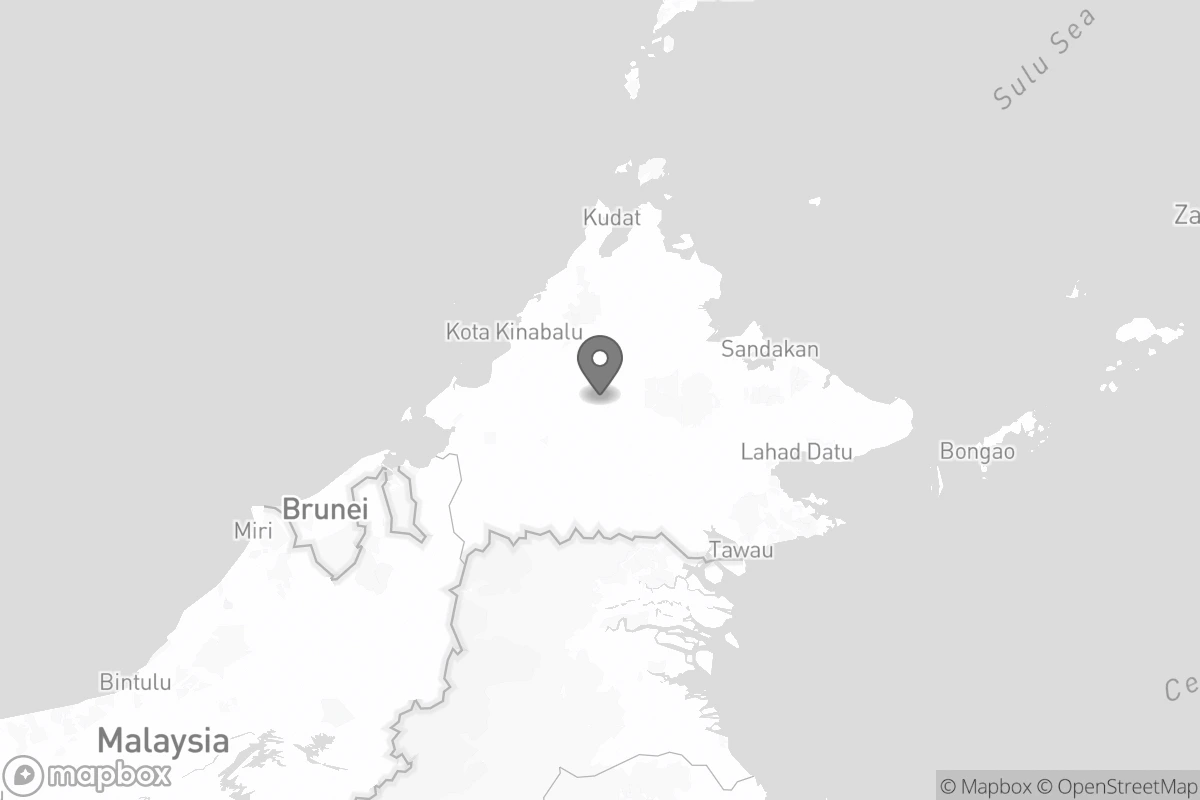 Sulu Sea
Kudat
Za
Kota Kinabalu
Sandakan
Lahad Datu
Bongao
Brunei
Miri
Tawau
Bintulu
Ce
Malaysia
mapbox
© Mapbox © OpenStreetMap